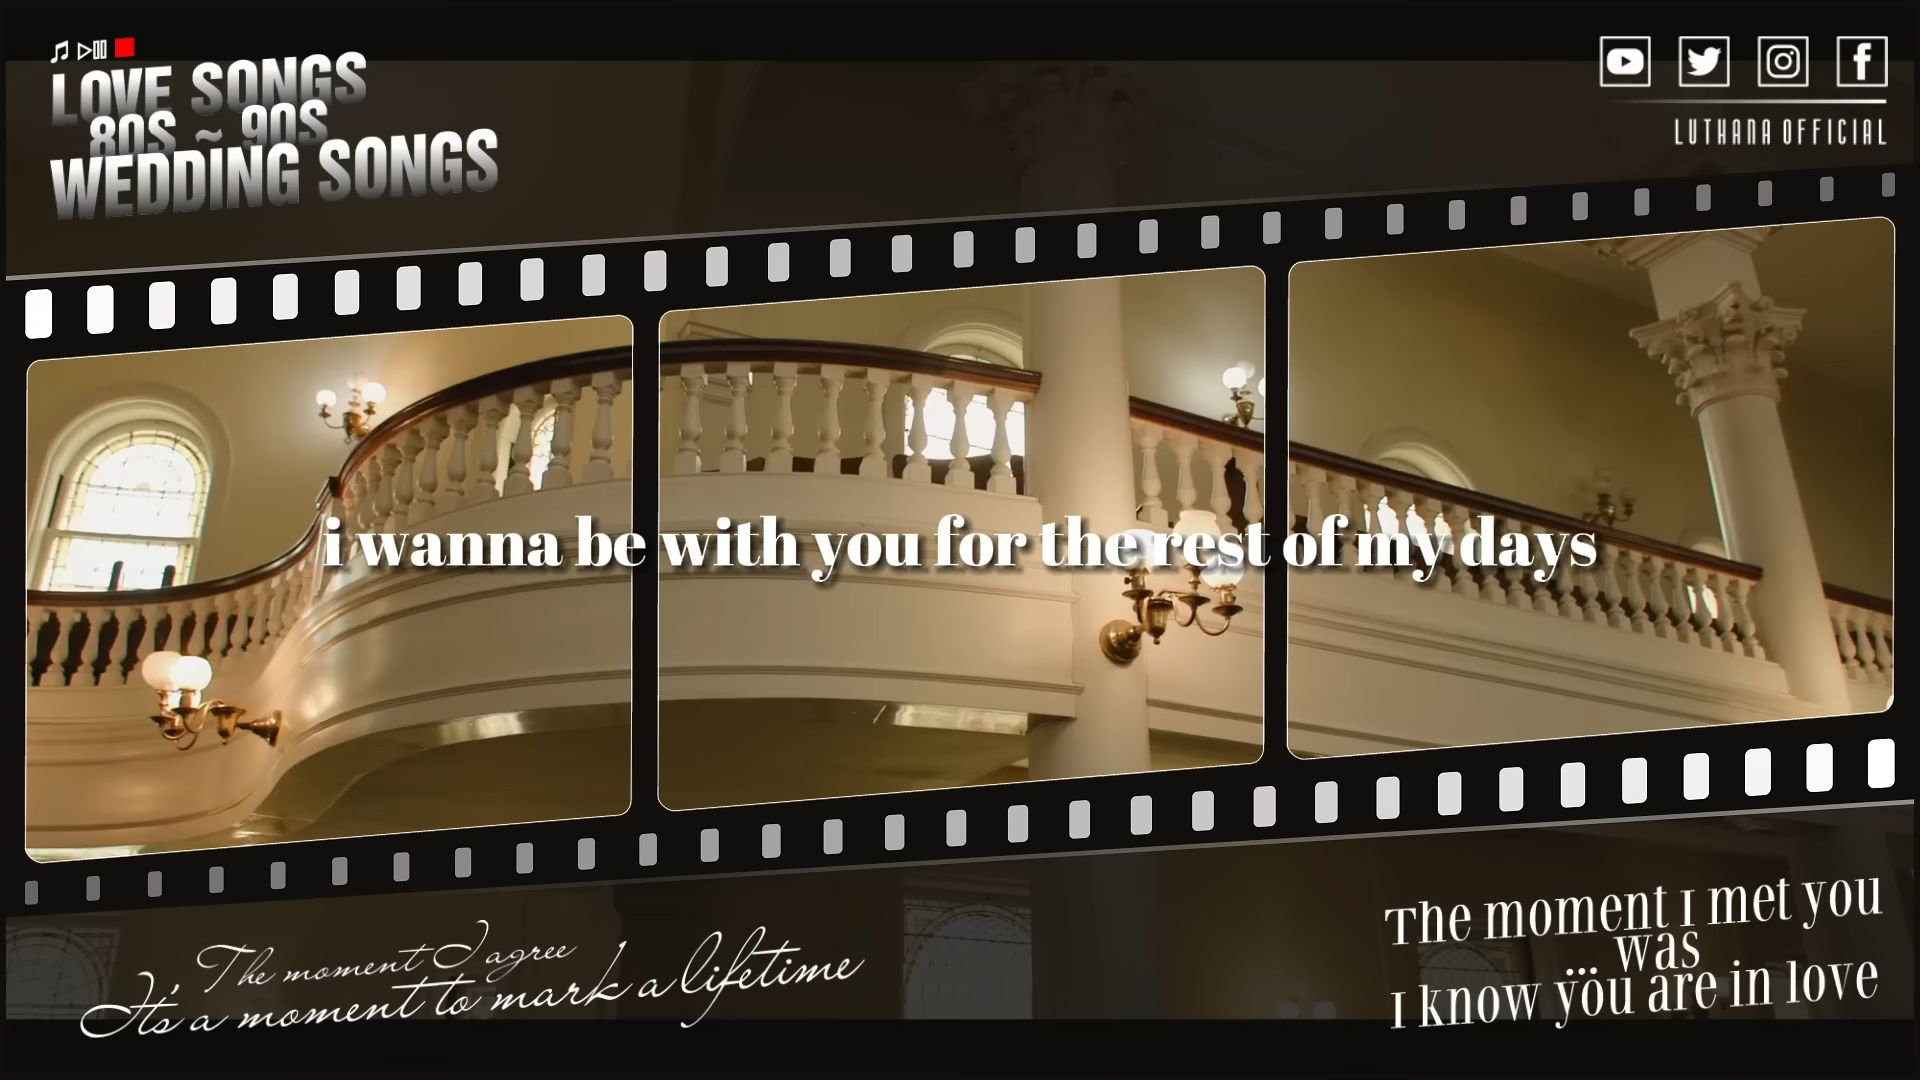 LOVE SONGS
80S ~ 90S
WEDDING SONGS
LUTHANA OFFICIAL
i wanna be with you for the rest of my days
The moment I agree
It's a moment to mark a lifetime
The moment I met you
was
...
I know you are in love